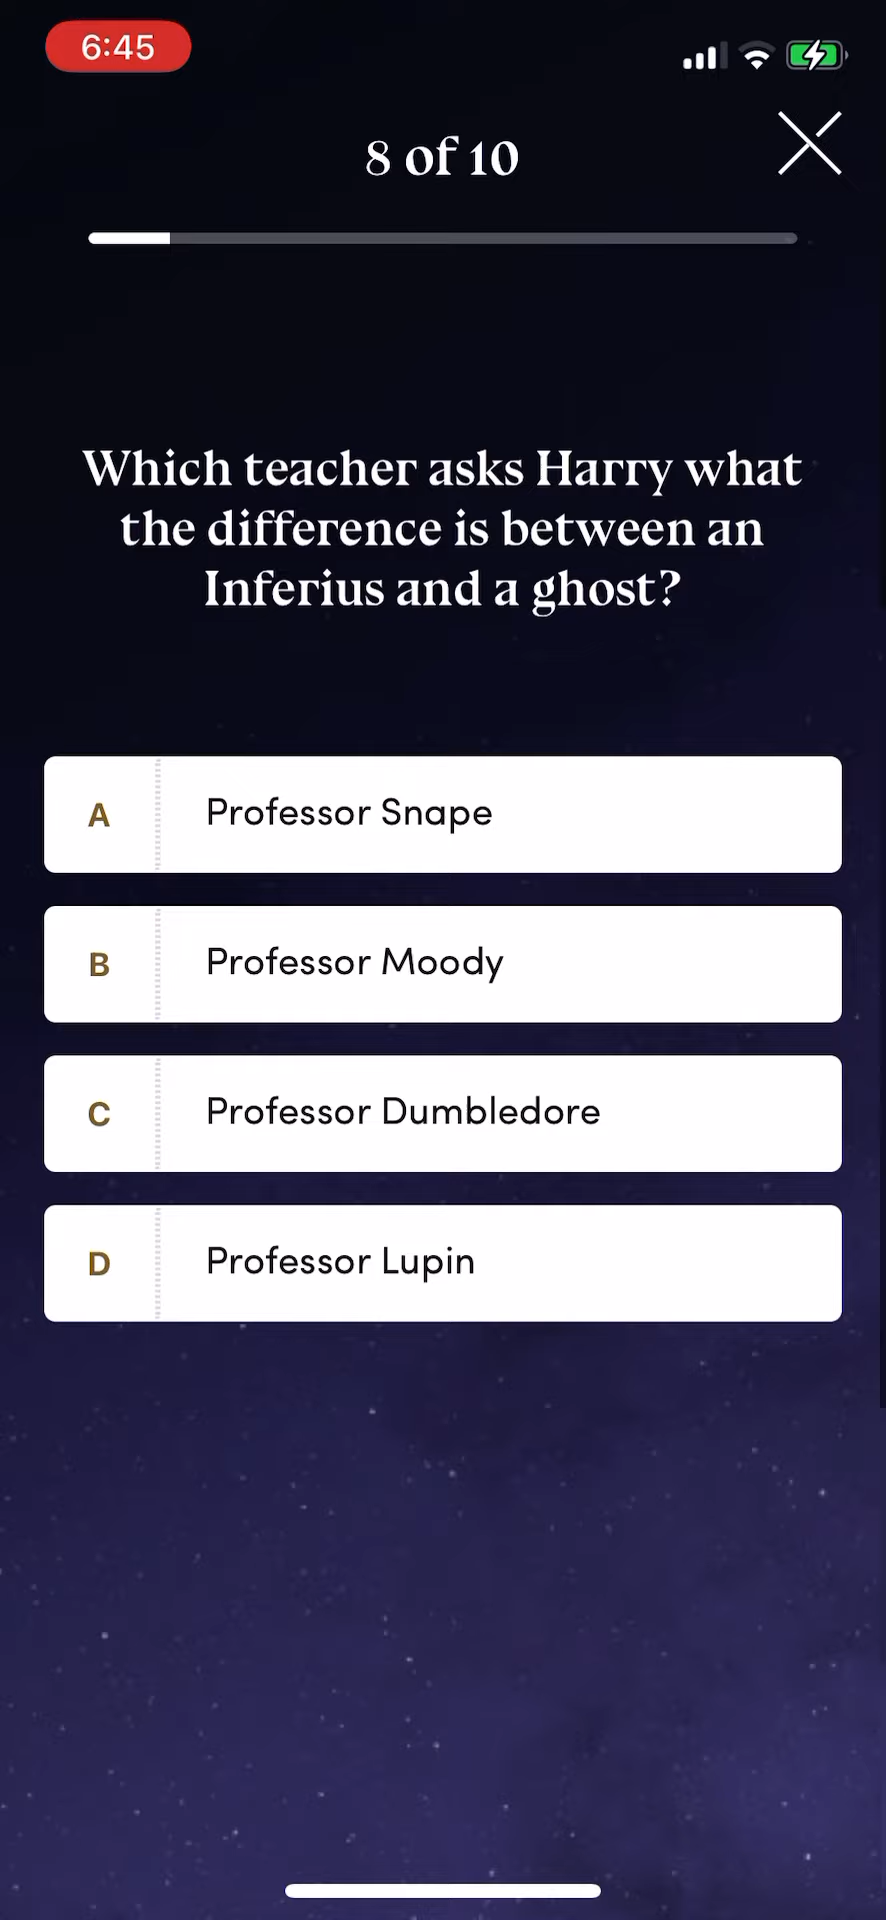 6:45
8 of 10
Which teacher asks Harry what
the difference is between an
Inferius and a ghost?
A Professor Snape
B Professor Moody
C Professor Dumbledore
D Professor Lupin